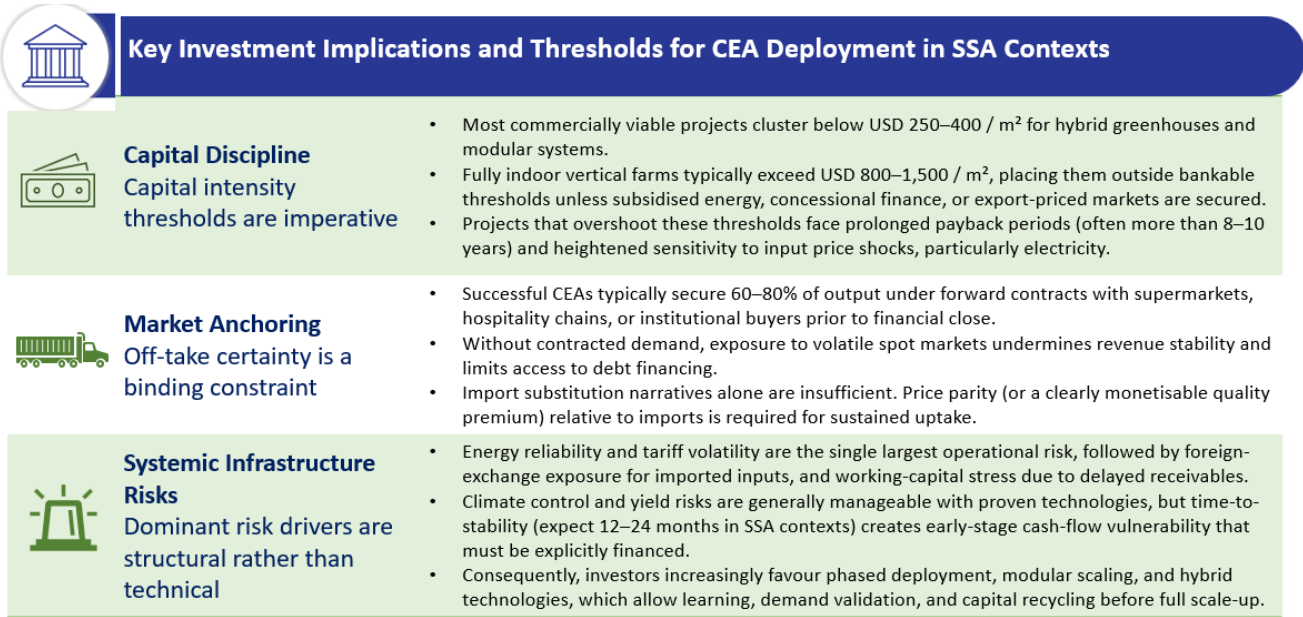 Key Investment Implications and Thresholds for CEA Deployment in SSA Contexts
Capital Discipline
Capital intensity
thresholds are imperative
• Most commercially viable projects cluster below USD 250–400 / m² for hybrid greenhouses and
modular systems.
• Fully indoor vertical farms typically exceed USD 800–1,500 / m², placing them outside bankable
thresholds unless subsidised energy, concessional finance, or export-priced markets are secured.
• Projects that overshoot these thresholds face prolonged payback periods (often more than 8–10
years) and heightened sensitivity to input price shocks, particularly electricity.
Market Anchoring
Off-take certainty is a
binding constraint
• Successful CEAs typically secure 60–80% of output under forward contracts with supermarkets,
hospitality chains, or institutional buyers prior to financial close.
• Without contracted demand, exposure to volatile spot markets undermines revenue stability and
limits access to debt financing.
• Import substitution narratives alone are insufficient. Price parity (or a clearly monetisable quality
premium) relative to imports is required for sustained uptake.
Systemic Infrastructure
Risks
Dominant risk drivers are
structural rather than
technical
• Energy reliability and tariff volatility are the single largest operational risk, followed by foreign-
exchange exposure for imported inputs, and working-capital stress due to delayed receivables.
• Climate control and yield risks are generally manageable with proven technologies, but time-to-
stability (expect 12–24 months in SSA contexts) creates early-stage cash-flow vulnerability that
must be explicitly financed.
• Consequently, investors increasingly favour phased deployment, modular scaling, and hybrid
technologies, which allow learning, demand validation, and capital recycling before full scale-up.